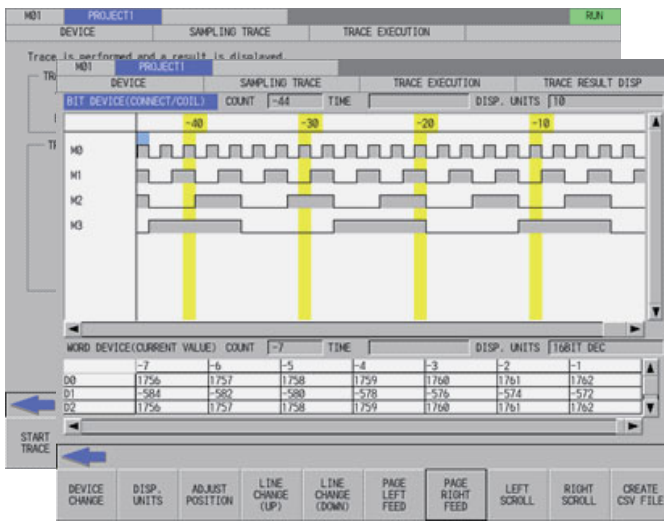 M01 PROJECT1 RUN
DEVICE SAMPLING TRACE TRACE EXECUTION
Trace is performed and a result is displayed.
M01 PROJECT1
DEVICE SAMPLING TRACE TRACE EXECUTION TRACE RESULT DISP
BIT DEVICE(CONNECT/COIL) COUNT -44 TIME DISP. UNITS 10
-40 -30 -20 -10
M0
M1
M2
M3
WORD DEVICE(CURRENT VALUE) COUNT -7 TIME DISP. UNITS 16BIT DEC
-7 -6 -5 -4 -3 -2 -1
D0 1756 1757 1758 1759 1760 1761 1762
D1 -584 -582 -580 -578 -576 -574 -572
D2 1756 1757 1758 1759 1760 1761 1762
START TRACE
DEVICE CHANGE
DISP. UNITS
ADJUST POSITION
LINE CHANGE (UP)
LINE CHANGE (DOWN)
PAGE LEFT FEED
PAGE RIGHT FEED
LEFT SCROLL
RIGHT SCROLL
CREATE CSV FILE